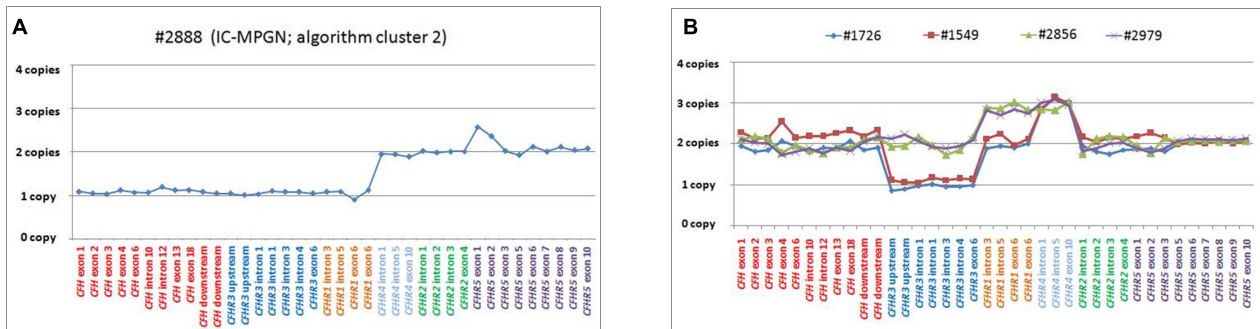 A
#2888 (IC-MPGN; algorithm cluster 2)
4 copies
3 copies
2 copies
1 copy
0 copy
CFH exon 1
CFH exon 2
CFH exon 3
CFH exon 4
CFH exon 6
CFH intron 10
CFH intron 12
CFH exon 13
CFH exon 18
CFH downstream
CFH downstream
CFHR3 upstream
CFHR3 upstream
CFHR3 intron 1
CFHR3 intron 1
CFHR3 intron 3
CFHR3 intron 4
CFHR3 exon 6
CFHR1 intron 3
CFHR1 intron 5
CFHR1 exon 6
CFHR1 exon 6
CFHR4 intron 1
CFHR4 intron 5
CFHR4 exon 10
CFHR2 intron 1
CFHR2 intron 2
CFHR2 intron 3
CFHR2 exon 4
CFHR5 exon 1
CFHR5 exon 2
CFHR5 exon 3
CFHR5 exon 5
CFHR5 exon 6
CFHR5 exon 7
CFHR5 exon 8
CFHR5 exon 9
CFHR5 exon 10
B
#1726 #1549 #2856 #2979
4 copies
3 copies
2 copies
1 copy
0 copy
CFH exon 1
CFH exon 2
CFH exon 3
CFH exon 4
CFH exon 6
CFH intron 10
CFH intron 12
CFH exon 13
CFH exon 18
CFH downstream
CFH downstream
CFHR3 upstream
CFHR3 upstream
CFHR3 intron 1
CFHR3 intron 1
CFHR3 intron 3
CFHR3 intron 4
CFHR3 exon 6
CFHR1 intron 3
CFHR1 intron 5
CFHR1 exon 6
CFHR1 exon 6
CFHR4 intron 1
CFHR4 intron 5
CFHR4 exon 10
CFHR2 intron 1
CFHR2 intron 2
CFHR2 intron 3
CFHR2 exon 4
CFHR5 exon 1
CFHR5 exon 2
CFHR5 exon 3
CFHR5 exon 5
CFHR5 exon 6
CFHR5 exon 7
CFHR5 exon 8
CFHR5 exon 9
CFHR5 exon 10